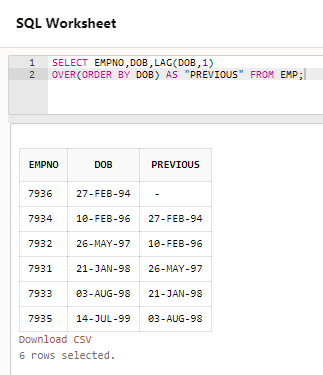 SQL Worksheet
1 SELECT EMPNO,DOB,LAG(DOB,1)
2 OVER(ORDER BY DOB) AS "PREVIOUS" FROM EMP;
EMPNO DOB PREVIOUS
7936 27-FEB-94 -
7934 10-FEB-96 27-FEB-94
7932 26-MAY-97 10-FEB-96
7931 21-JAN-98 26-MAY-97
7933 03-AUG-98 21-JAN-98
7935 14-JUL-99 03-AUG-98
Download CSV
6 rows selected.